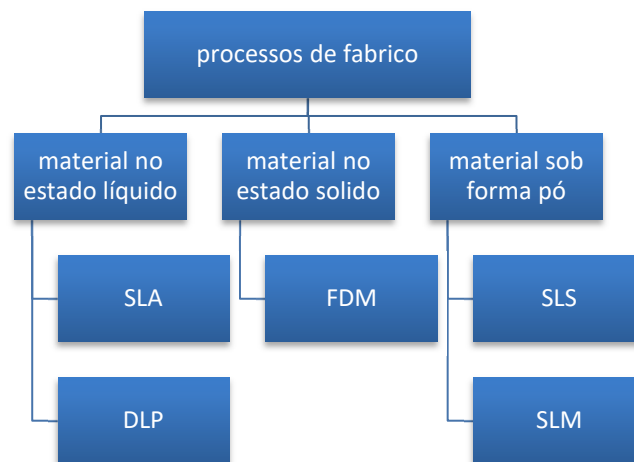 processos de fabrico
material no
estado líquido
material no
estado solido
material sob
forma pó
SLA
FDM
SLS
DLP
SLM